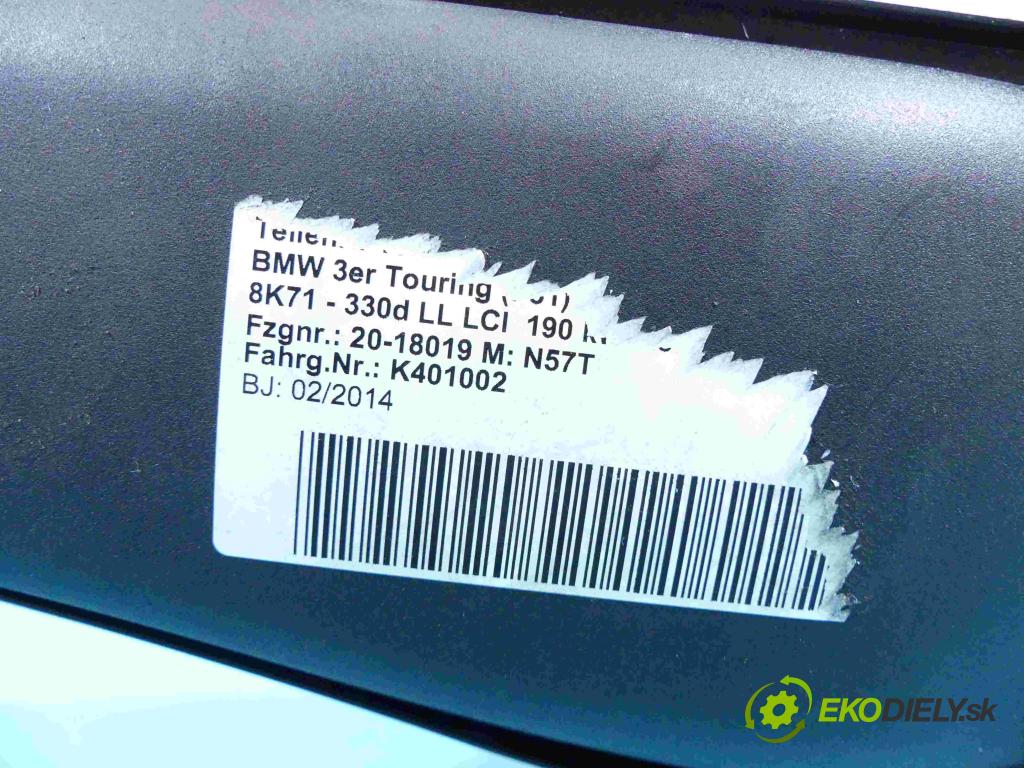 BMW 3er Touring
8K71 - 330d LL LCI 190
Fzgnr.: 20-18019 M: N57T
Fahrg.Nr.: K401002
BJ: 02/2014
EKODIELY.sk